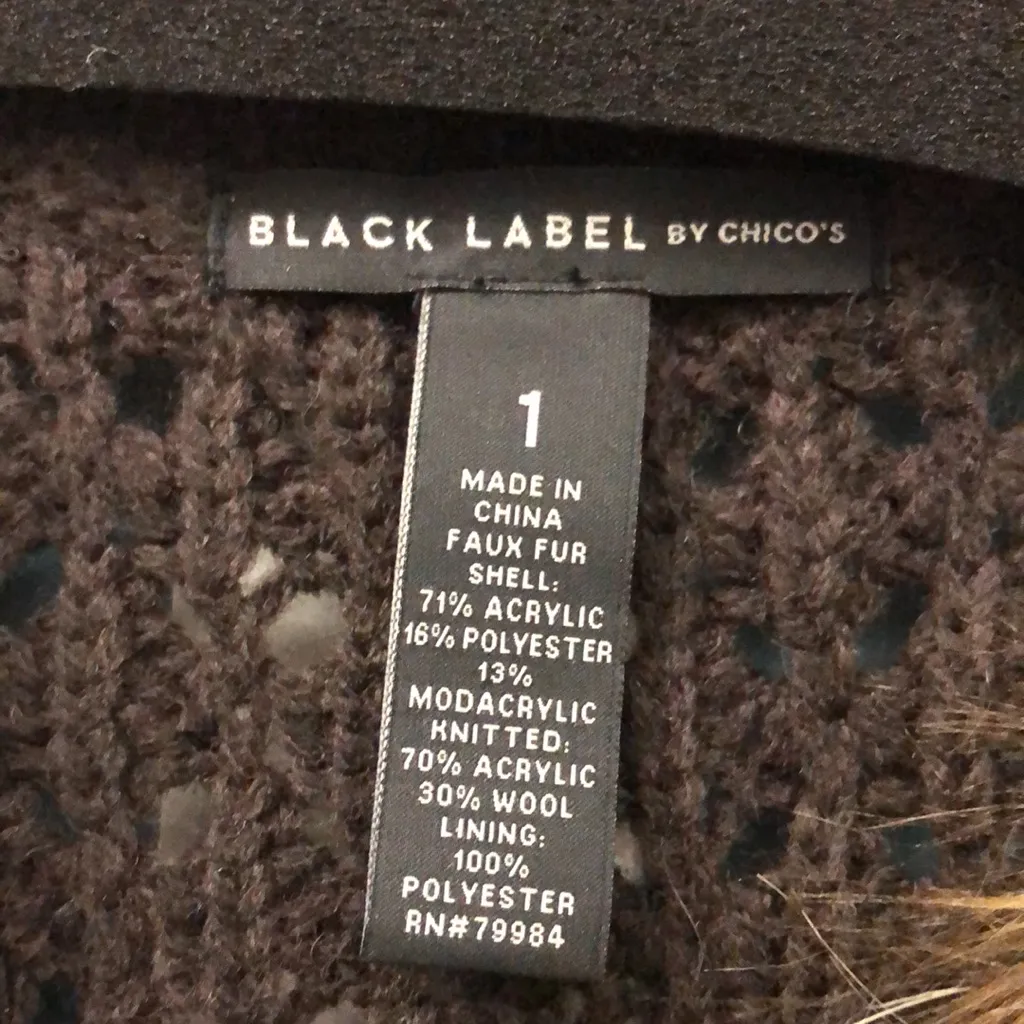 BLACK LABEL BY CHICO'S
1
MADE IN
CHINA
FAUX FUR
SHELL:
71% ACRYLIC
16% POLYESTER
13%
MODACRYLIC
KNITTED:
70% ACRYLIC
30% WOOL
LINING:
100%
POLYESTER
RN#79984